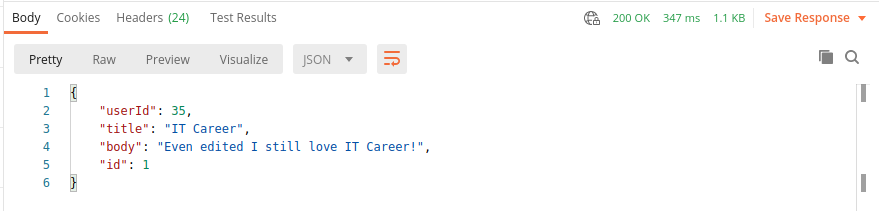 Body Cookies Headers (24) Test Results 200 OK 347 ms 1.1 KB Save Response
Pretty Raw Preview Visualize JSON
1 {
2 "userId": 35,
3 "title": "IT Career",
4 "body": "Even edited I still love IT Career!",
5 "id": 1
6 }